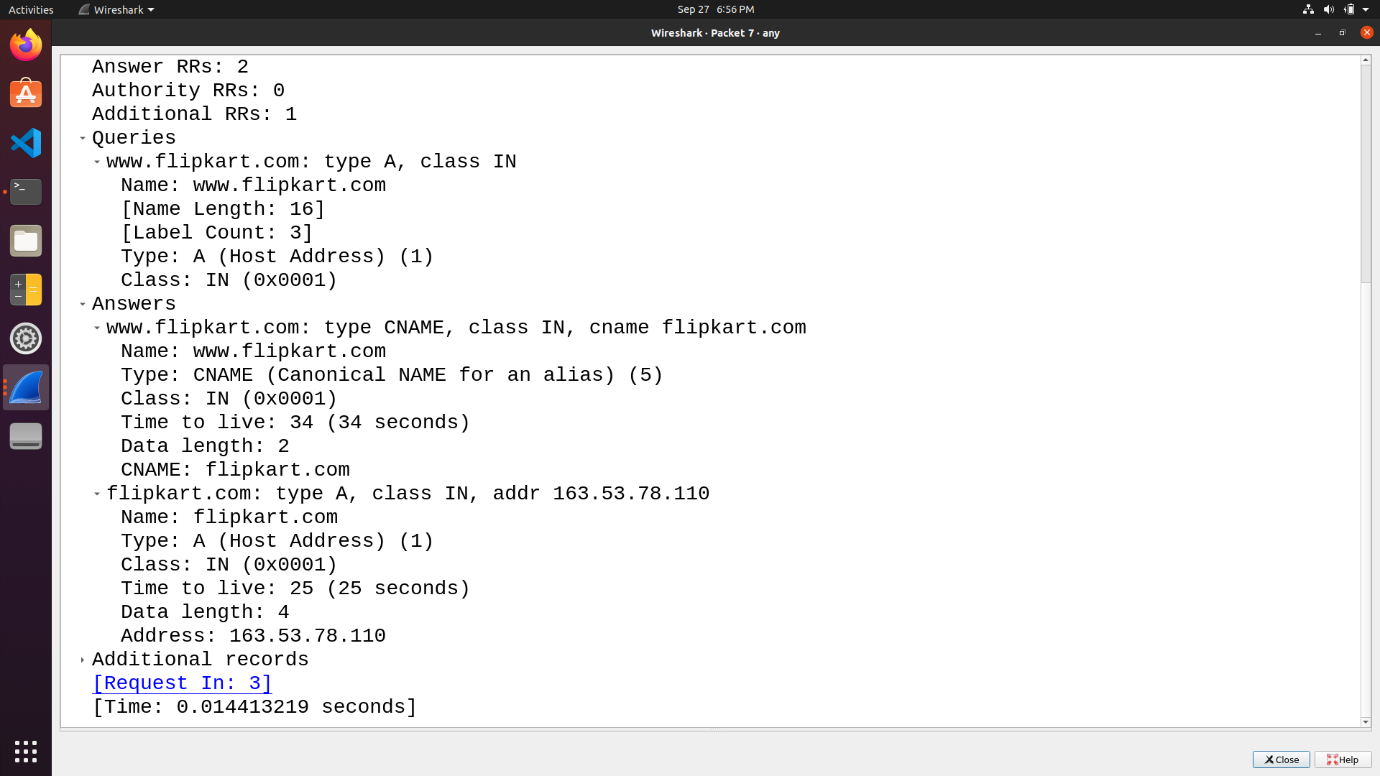 Activities
Wireshark
Sep 27 6:56 PM
Wireshark · Packet 7 · any
Answer RRs: 2
Authority RRs: 0
Additional RRs: 1
Queries
www.flipkart.com: type A, class IN
Name: www.flipkart.com
[Name Length: 16]
[Label Count: 3]
Type: A (Host Address) (1)
Class: IN (0x0001)
Answers
www.flipkart.com: type CNAME, class IN, cname flipkart.com
Name: www.flipkart.com
Type: CNAME (Canonical NAME for an alias) (5)
Class: IN (0x0001)
Time to live: 34 (34 seconds)
Data length: 2
CNAME: flipkart.com
flipkart.com: type A, class IN, addr 163.53.78.110
Name: flipkart.com
Type: A (Host Address) (1)
Class: IN (0x0001)
Time to live: 25 (25 seconds)
Data length: 4
Address: 163.53.78.110
Additional records
[Request In: 3]
[Time: 0.014413219 seconds]
Close
Help